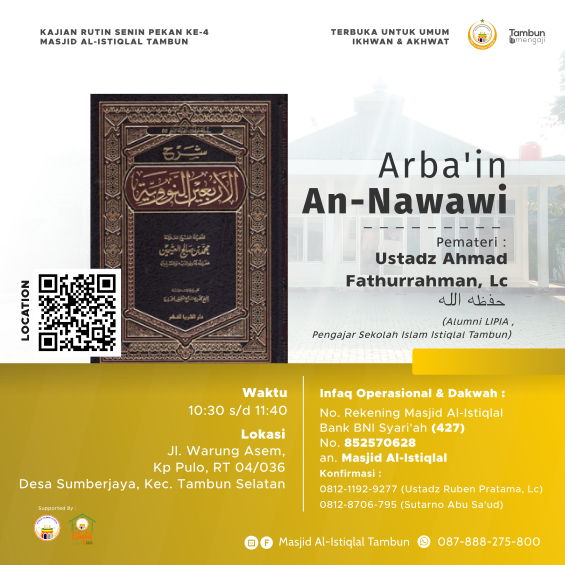 KAJIAN RUTIN SENIN PEKAN KE-4
MASJID AL-ISTIQLAL TAMBUN
TERBUKA UNTUK UMUM
IKHWAN & AKHWAT
Tambun
mengaji
شرح
الأربعين النووية
محمد بن صالح العثيمين
Arba'in
An-Nawawi
Pemateri :
Ustadz Ahmad
Fathurrahman, Lc
حفظه الله
(Alumni LIPIA ,
Pengajar Sekolah Islam Istiqlal Tambun)
LOCATION
Waktu
10:30 s/d 11:40
Lokasi
Jl. Warung Asem,
Kp Pulo, RT 04/036
Desa Sumberjaya, Kec. Tambun Selatan
Infaq Operasional & Dakwah :
No. Rekening Masjid Al-Istiqlal
Bank BNI Syari'ah (427)
No. 852570628
an. Masjid Al-Istiqlal
Konfirmasi :
0812-1192-9277 (Ustadz Ruben Pratama, Lc)
0812-8706-795 (Sutarno Abu Sa'ud)
Supported By :
Masjid Al-Istiqlal Tambun
087-888-275-800